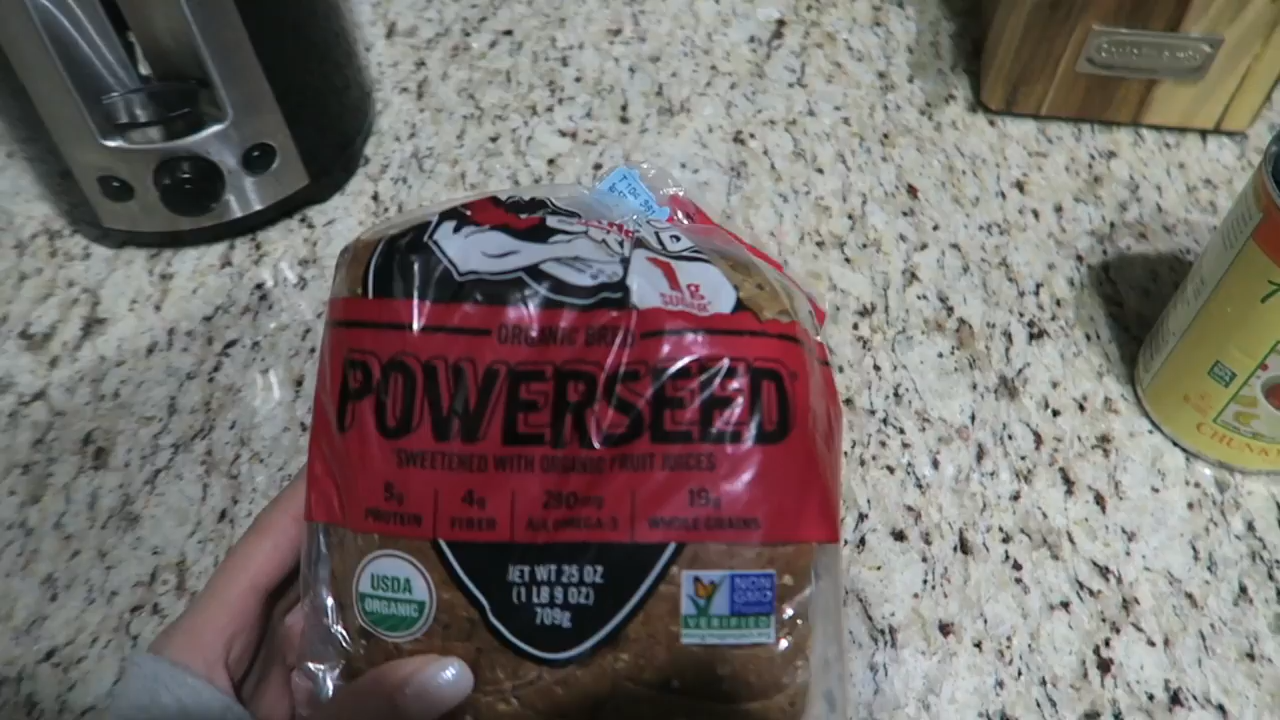 1g
SUGAR
ORGANIC BREAD
POWERSEED
SWEETENED WITH ORGANIC FRUIT JUICES
5g
PROTEIN
4g
FIBER
280mg
ALA OMEGA-3
19g
WHOLE GRAINS
USDA
ORGANIC
NET WT 25 OZ
(1 LB 9 OZ)
709g
NON
GMO
VERIFIED
CHUNK